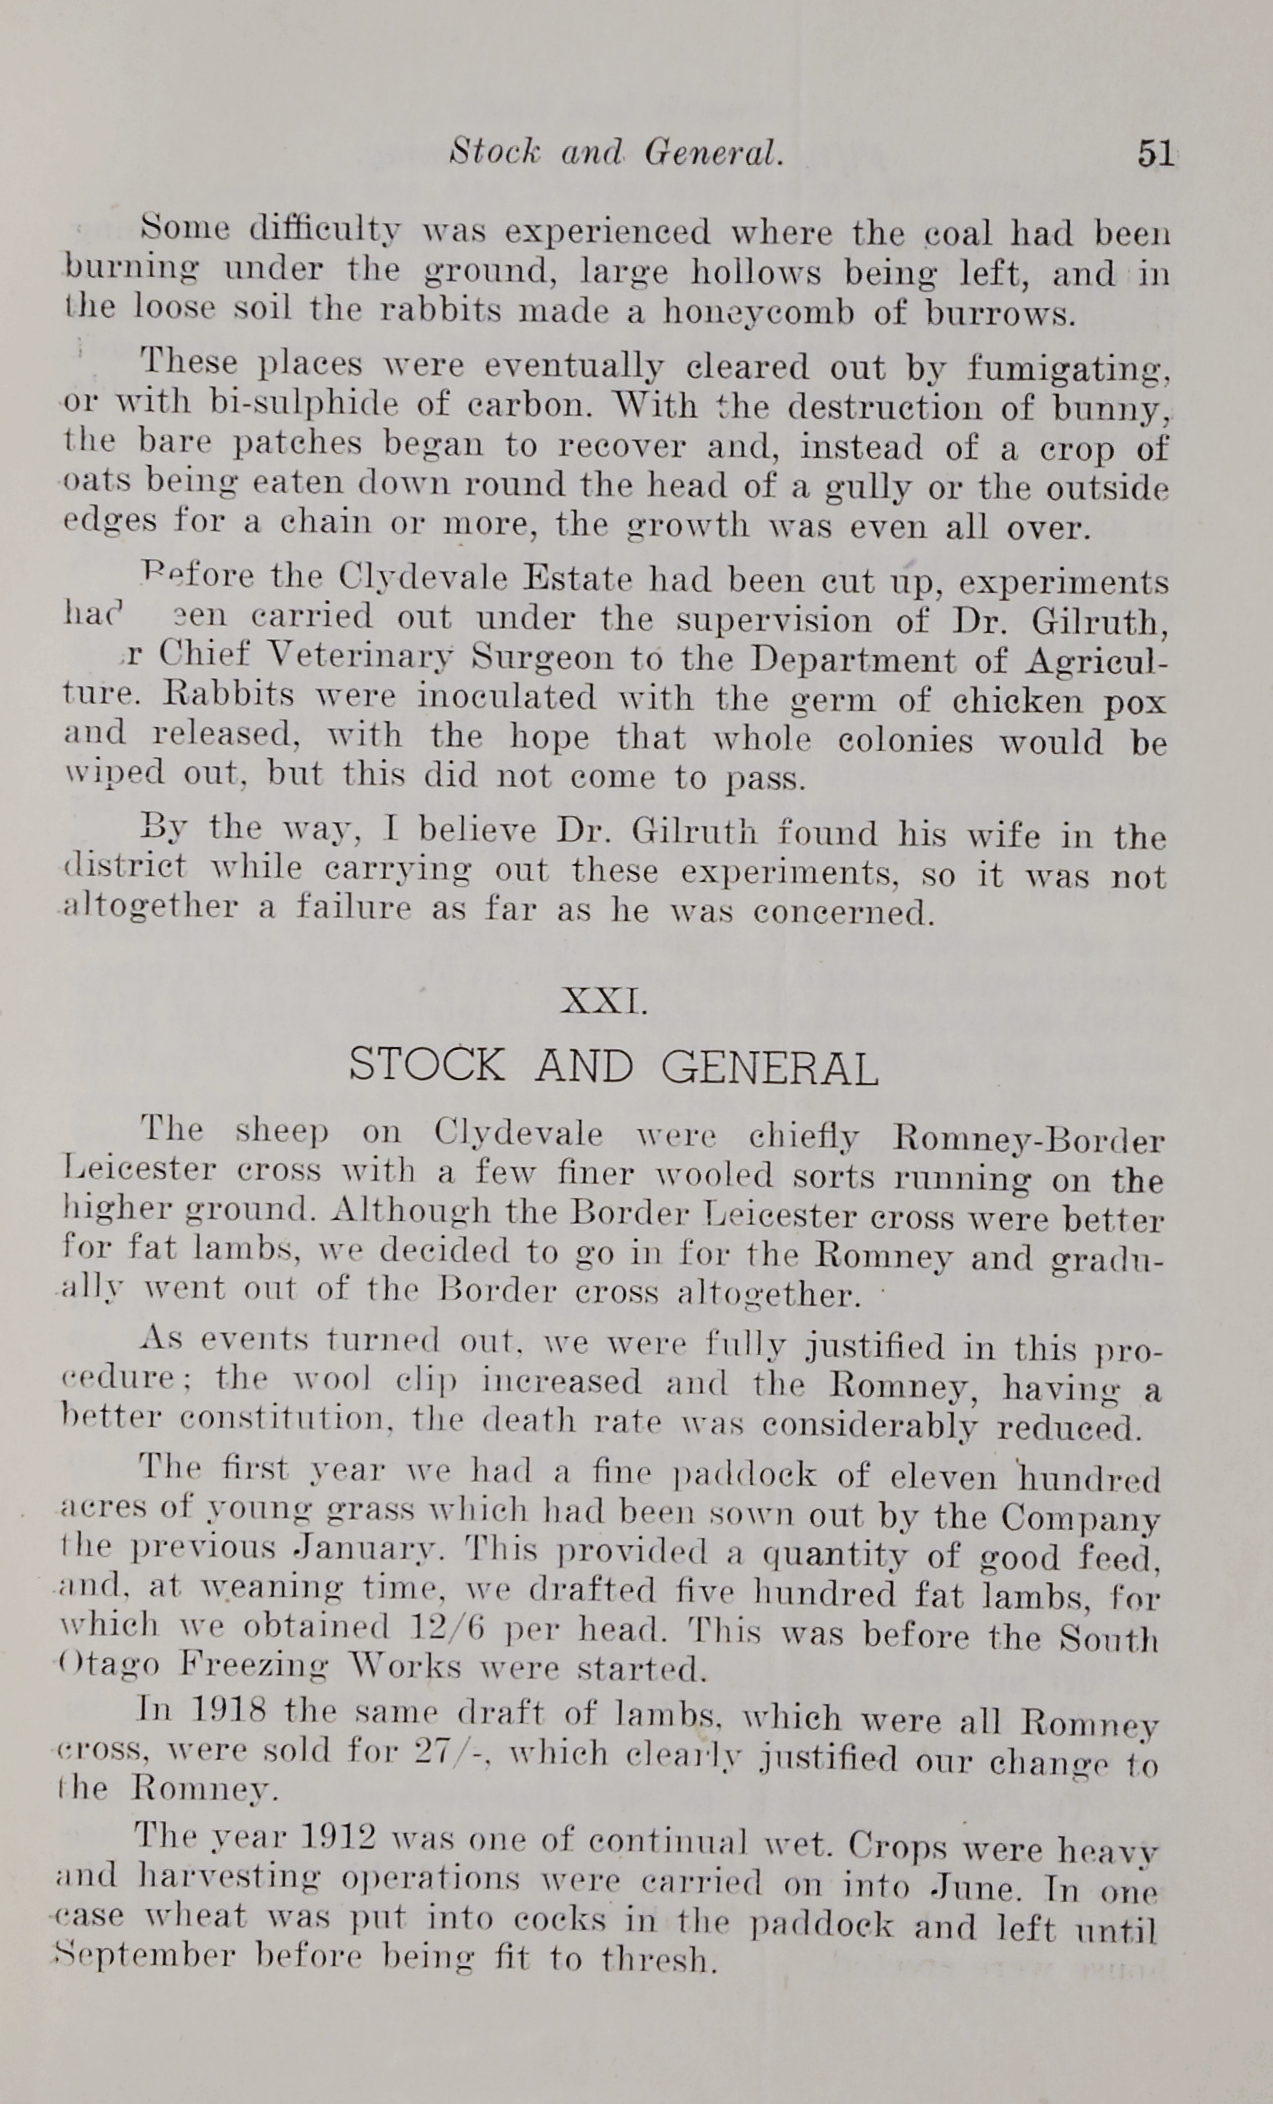 Stock and General. 51
Some difficulty was experienced where the coal had been
burning under the ground, large hollows being left, and in
the loose soil the rabbits made a honeycomb of burrows.
These places were eventually cleared out by fumigating,
or with bi-sulphide of carbon. With the destruction of bunny,
the bare patches began to recover and, instead of a crop of
oats being eaten down round the head of a gully or the outside
edges for a chain or more, the growth was even all over.
Before the Clydevale Estate had been cut up, experiments
had een carried out under the supervision of Dr. Gilruth,
r Chief Veterinary Surgeon to the Department of Agricul-
ture. Rabbits were inoculated with the germ of chicken pox
and released, with the hope that whole colonies would be
wiped out, but this did not come to pass.
By the way, I believe Dr. Gilruth found his wife in the
district while carrying out these experiments, so it was not
altogether a failure as far as he was concerned.
XXI.
STOCK AND GENERAL
The sheep on Clydevale were chiefly Romney-Border
Leicester cross with a few finer wooled sorts running on the
higher ground. Although the Border Leicester cross were better
for fat lambs, we decided to go in for the Romney and gradu-
ally went out of the Border cross altogether.
As events turned out, we were fully justified in this pro-
cedure; the wool clip increased and the Romney, having a
better constitution, the death rate was considerably reduced.
The first year we had a fine paddock of eleven hundred
acres of young grass which had been sown out by the Company
the previous January. This provided a quantity of good feed,
and, at weaning time, we drafted five hundred fat lambs, for
which we obtained 12/6 per head. This was before the South
Otago Freezing Works were started.
In 1918 the same draft of lambs, which were all Romney
cross, were sold for 27/-, which clearly justified our change to
the Romney.
The year 1912 was one of continual wet. Crops were heavy
and harvesting operations were carried on into June. In one
case wheat was put into cocks in the paddock and left until
September before being fit to thresh.